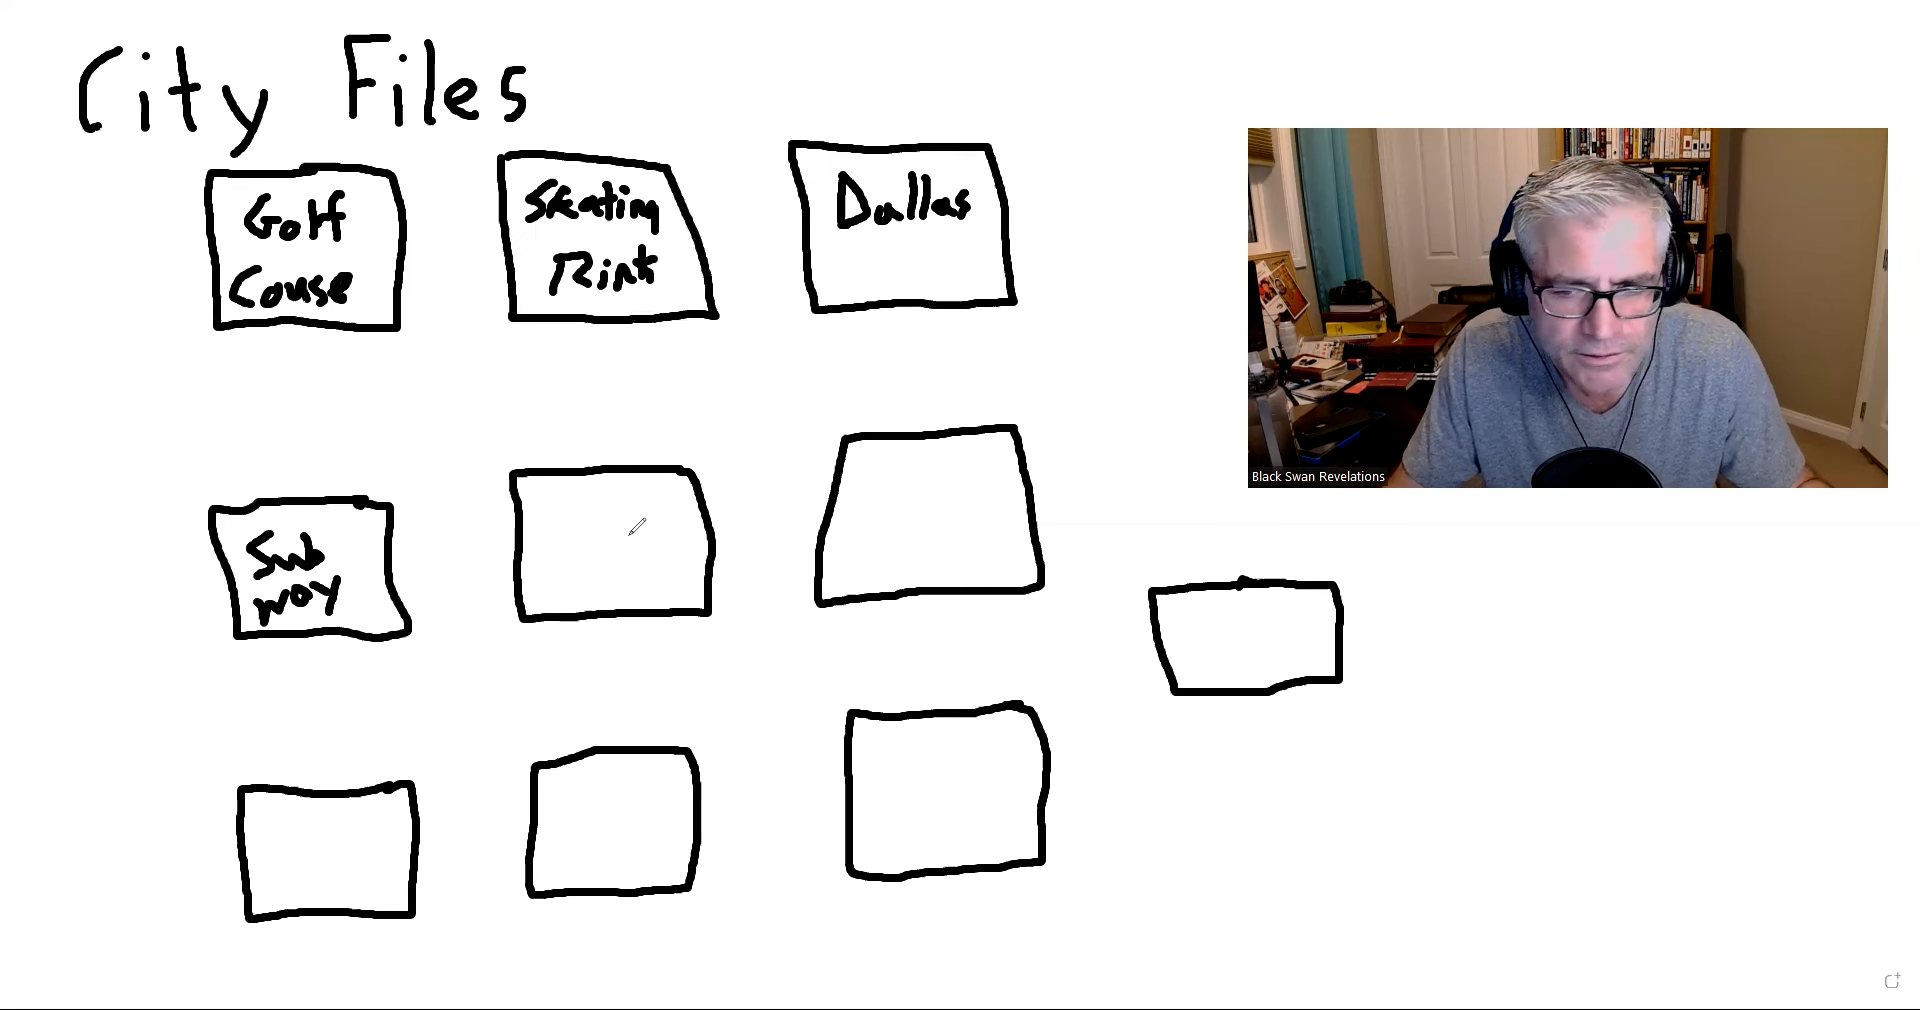 City Files
Golf
Couse
Skating
Rink
Dallas
Sub
way
Black Swan Revelations